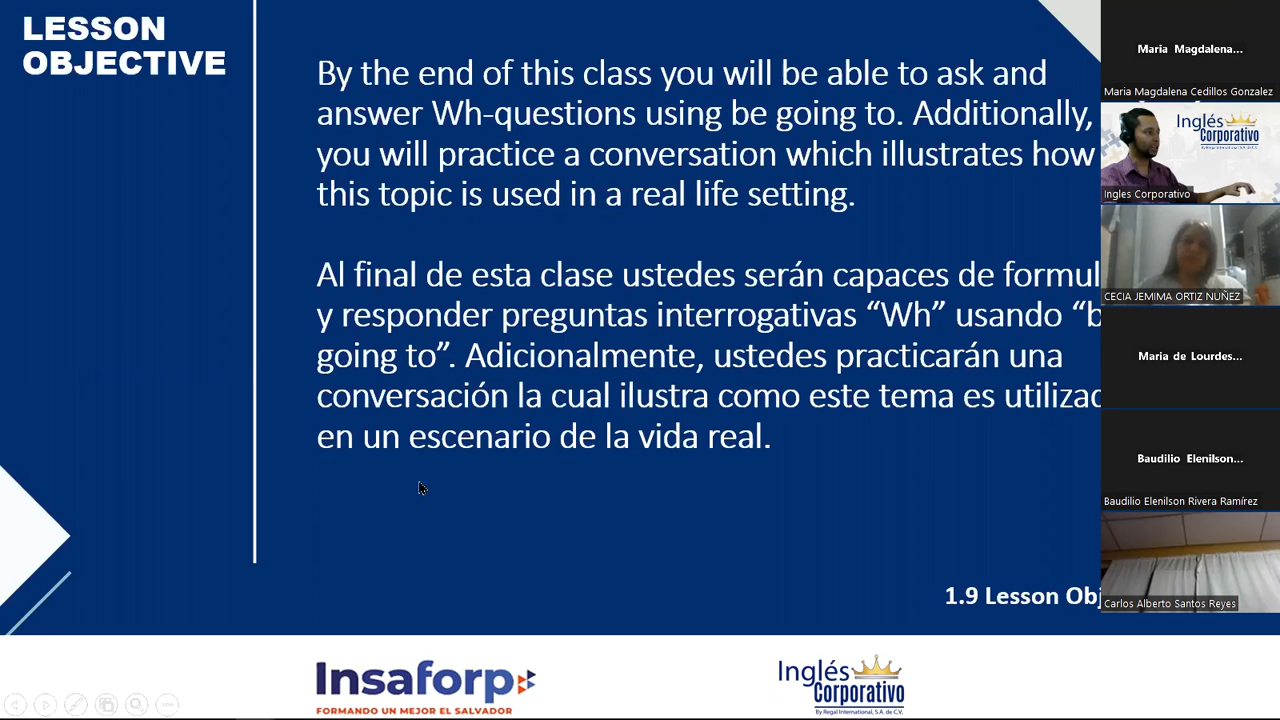 LESSON
OBJECTIVE
By the end of this class you will be able to ask and
answer Wh-questions using be going to. Additionally,
you will practice a conversation which illustrates how
this topic is used in a real life setting.
Al final de esta clase ustedes serán capaces de formul
y responder preguntas interrogativas “Wh” usando “b
going to”. Adicionalmente, ustedes practicarán una
conversación la cual ilustra como este tema es utilizad
en un escenario de la vida real.
1.9 Lesson Obj
Insaforp
FORMANDO UN MEJOR EL SALVADOR
Inglés
Corporativo
By Regal International, S.A. de C.V.
Maria Magdalena...
Maria Magdalena Cedillos Gonzalez
Inglés
Corporativo
Ingles Corporativo
CECIA JEMIMA ORTIZ NUÑEZ
Maria de Lourdes...
Baudilio Elenilson...
Baudilio Elenilson Rivera Ramírez
Carlos Alberto Santos Reyes